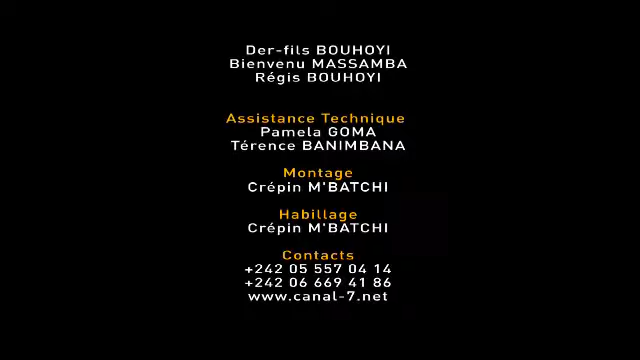 Der-fils BOUHOYI
Bienvenu MASSAMBA
Régis BOUHOYI
Assistance Technique
Pamela GOMA
Térence BANIMBANA
Montage
Crépin M'BATCHI
Habillage
Crépin M'BATCHI
Contacts
+242 05 557 04 14
+242 06 669 41 86
www.canal-7.net